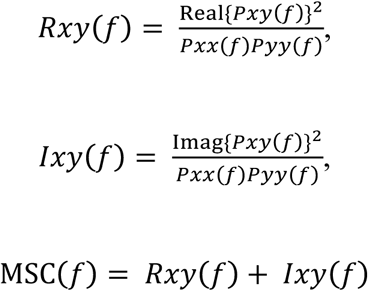 Rxy(f) = Real{Pxy(f)}² / Pxx(f)Pyy(f),
Ixy(f) = Imag{Pxy(f)}² / Pxx(f)Pyy(f),
MSC(f) = Rxy(f) + Ixy(f)